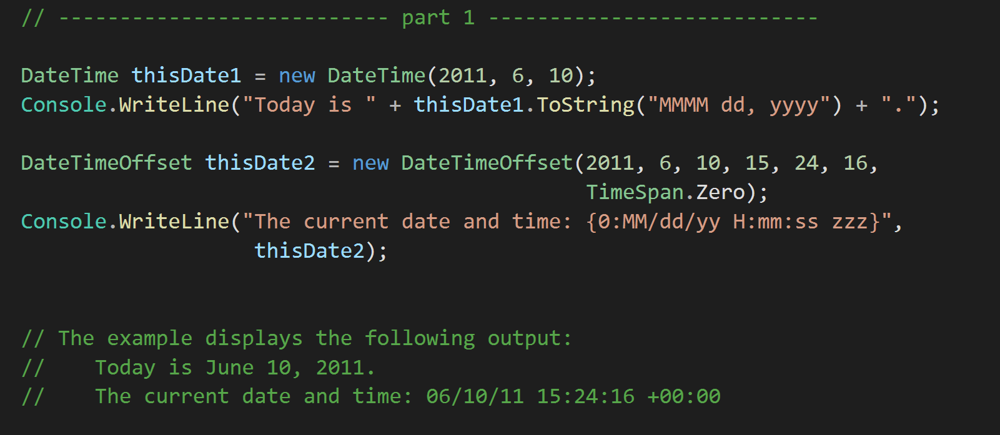 // --------------------------- part 1 ---------------------------
DateTime thisDate1 = new DateTime(2011, 6, 10);
Console.WriteLine("Today is " + thisDate1.ToString("MMMM dd, yyyy") + ".");
DateTimeOffset thisDate2 = new DateTimeOffset(2011, 6, 10, 15, 24, 16,
TimeSpan.Zero);
Console.WriteLine("The current date and time: {0:MM/dd/yy H:mm:ss zzz}",
thisDate2);
// The example displays the following output:
//    Today is June 10, 2011.
//    The current date and time: 06/10/11 15:24:16 +00:00